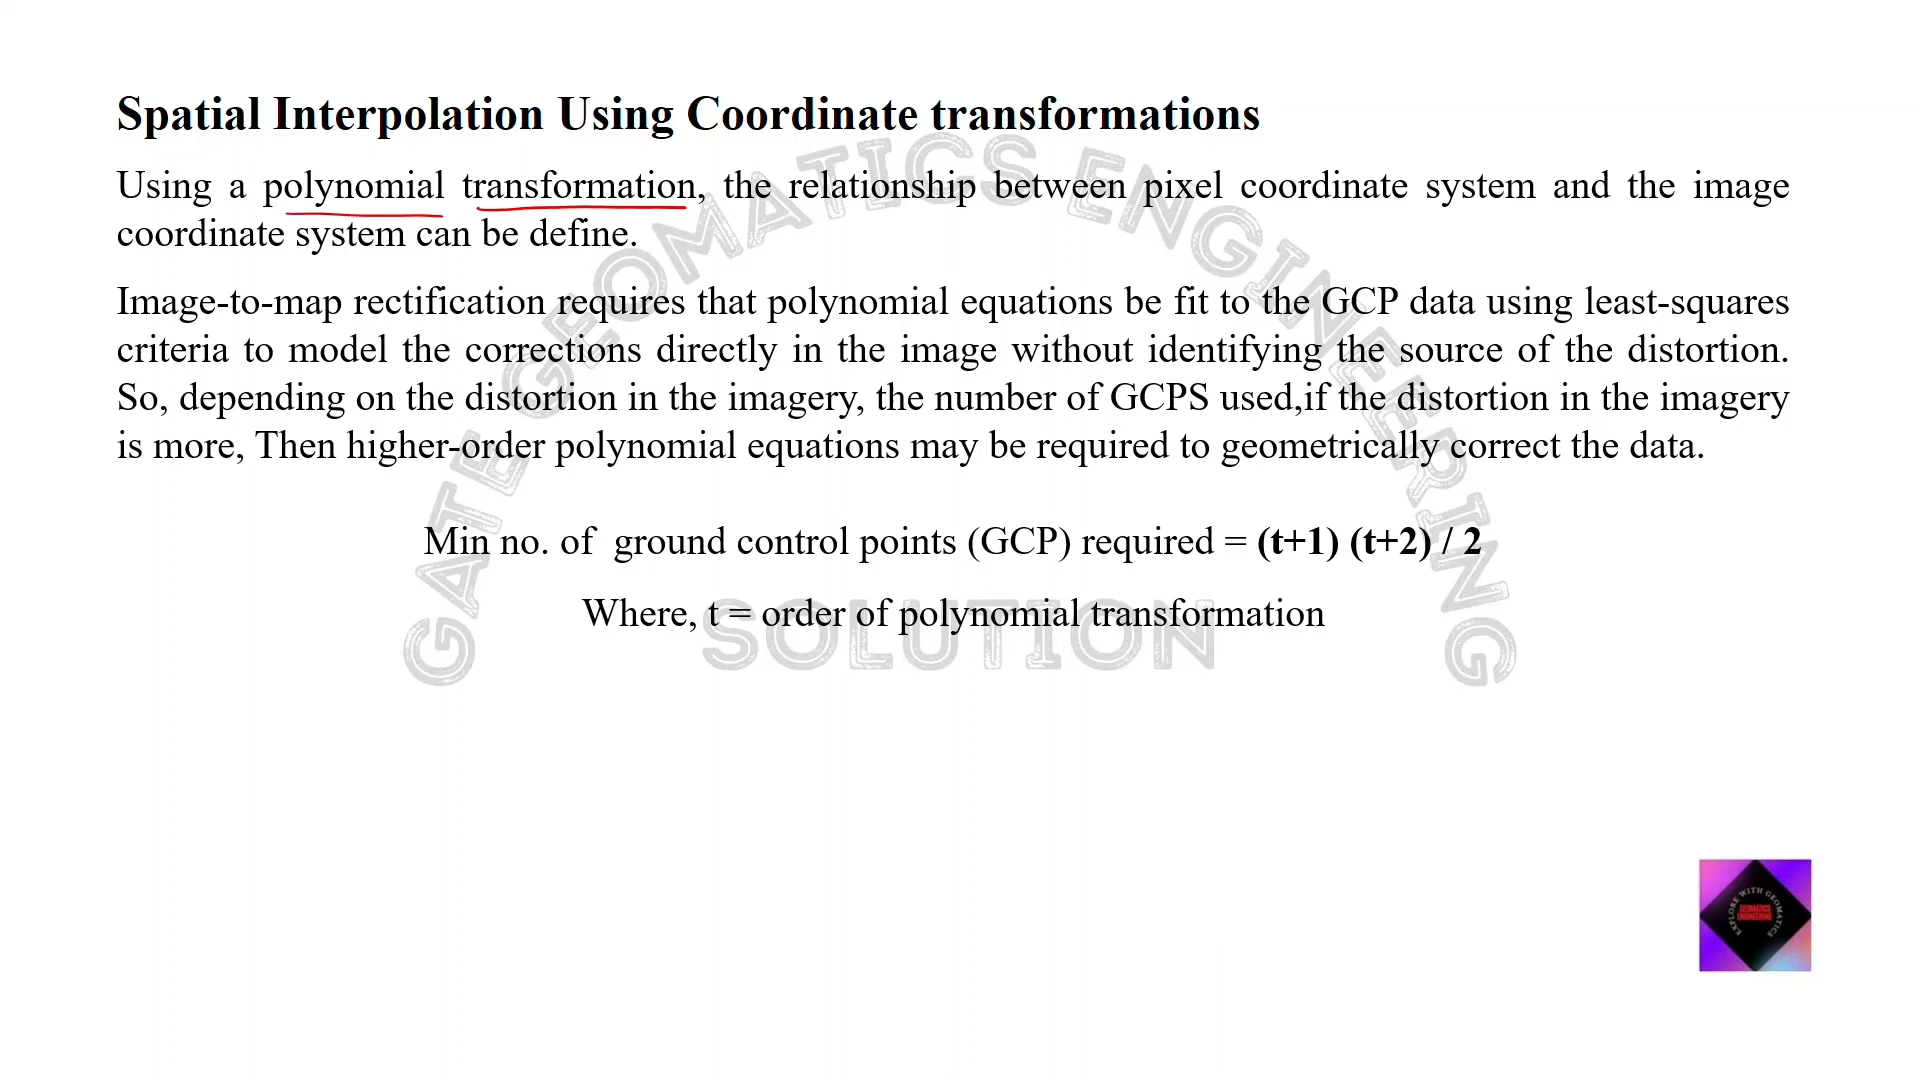 Spatial Interpolation Using Coordinate transformations
Using a polynomial transformation, the relationship between pixel coordinate system and the image
coordinate system can be define.
Image-to-map rectification requires that polynomial equations be fit to the GCP data using least-squares
criteria to model the corrections directly in the image without identifying the source of the distortion.
So, depending on the distortion in the imagery, the number of GCPS used,if the distortion in the imagery
is more, Then higher-order polynomial equations may be required to geometrically correct the data.
Min no. of ground control points (GCP) required = (t+1) (t+2) / 2
Where, t = order of polynomial transformation
GATE GEOMATICS ENGINEERING
SOLUTION
EXPLORE WITH GEOMATICS
GEOMATICS
ENGINEERING